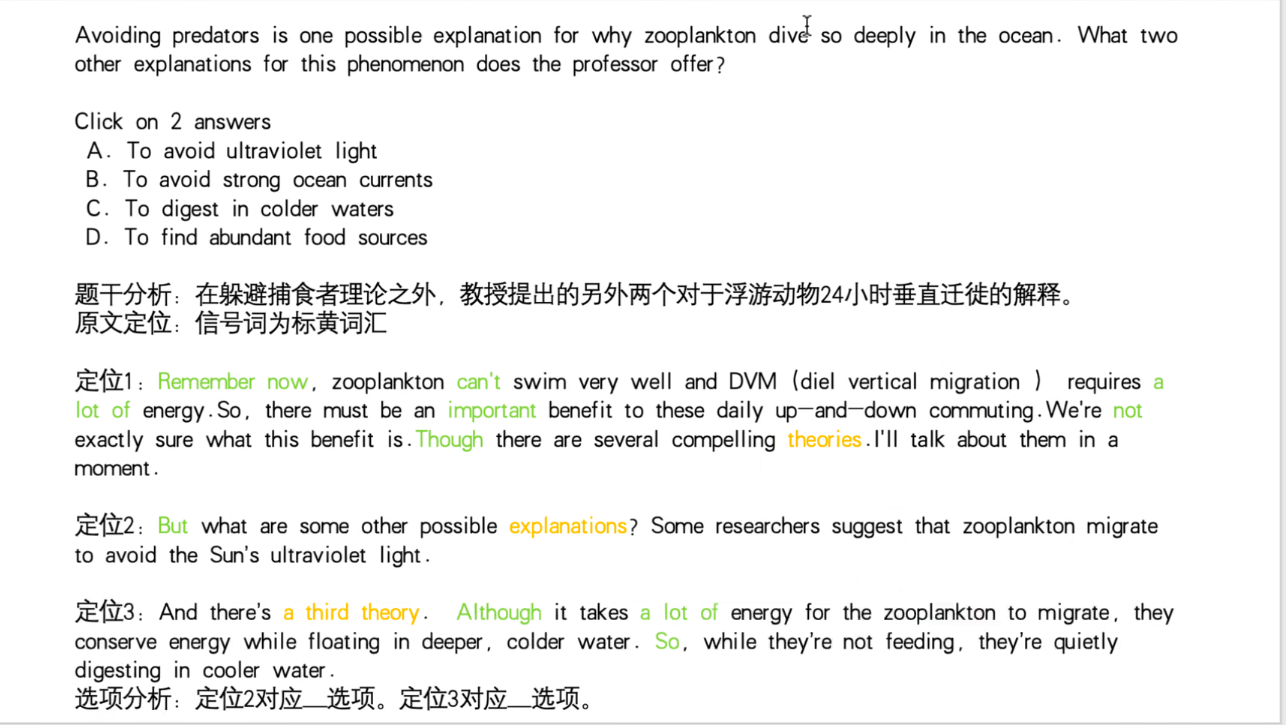 Avoiding predators is one possible explanation for why zooplankton dive so deeply in the ocean. What two
other explanations for this phenomenon does the professor offer?
Click on 2 answers
A. To avoid ultraviolet light
B. To avoid strong ocean currents
C. To digest in colder waters
D. To find abundant food sources
题干分析：在躲避捕食者理论之外，教授提出的另外两个对于浮游动物24小时垂直迁徙的解释。
原文定位：信号词为标黄词汇
定位1：Remember now, zooplankton can't swim very well and DVM（diel vertical migration ） requires a
lot of energy.So, there must be an important benefit to these daily up—and—down commuting.We're not
exactly sure what this benefit is.Though there are several compelling theories.I'll talk about them in a
moment.
定位2：But what are some other possible explanations? Some researchers suggest that zooplankton migrate
to avoid the Sun's ultraviolet light.
定位3：And there's a third theory. Although it takes a lot of energy for the zooplankton to migrate, they
conserve energy while floating in deeper, colder water. So, while they're not feeding, they're quietly
digesting in cooler water.
选项分析：定位2对应__选项。定位3对应__选项。